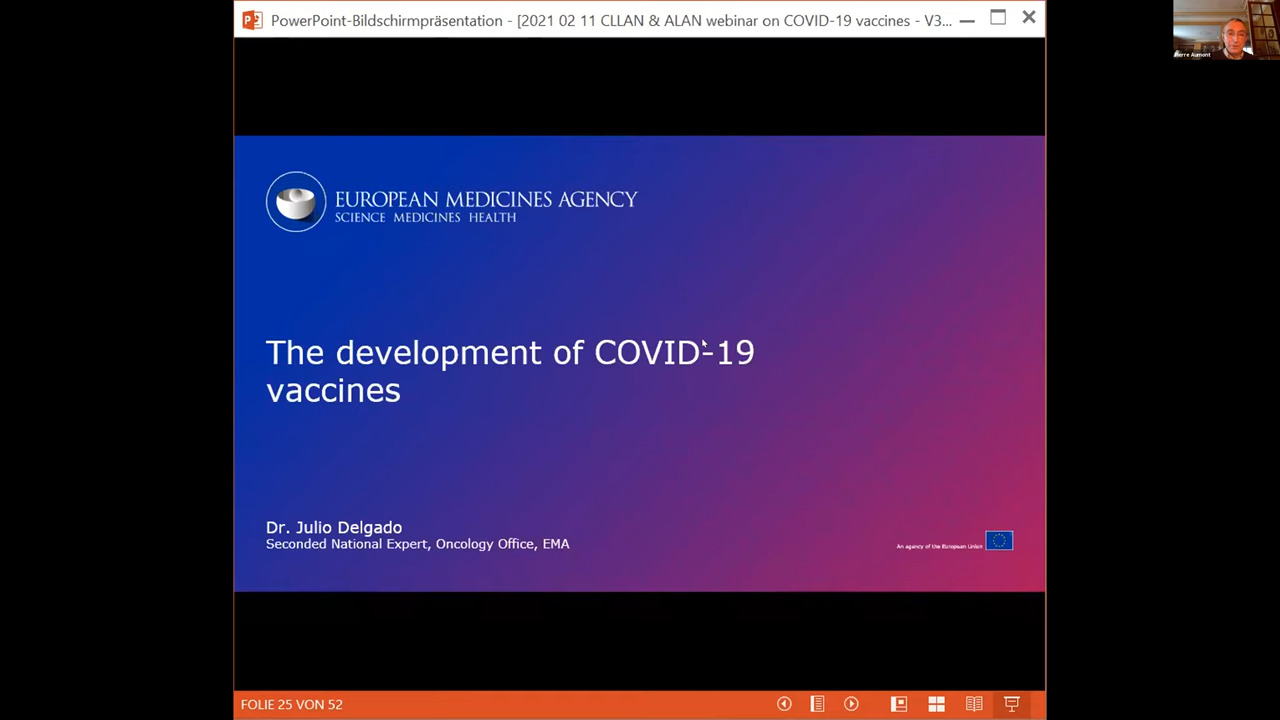 PowerPoint-Bildschirmpräsentation - [2021 02 11 CLLAN & ALAN webinar on COVID-19 vaccines - V3...
Pierre Aumont
EUROPEAN MEDICINES AGENCY
SCIENCE MEDICINES HEALTH
The development of COVID-19
vaccines
Dr. Julio Delgado
Seconded National Expert, Oncology Office, EMA
An agency of the European Union
FOLIE 25 VON 52